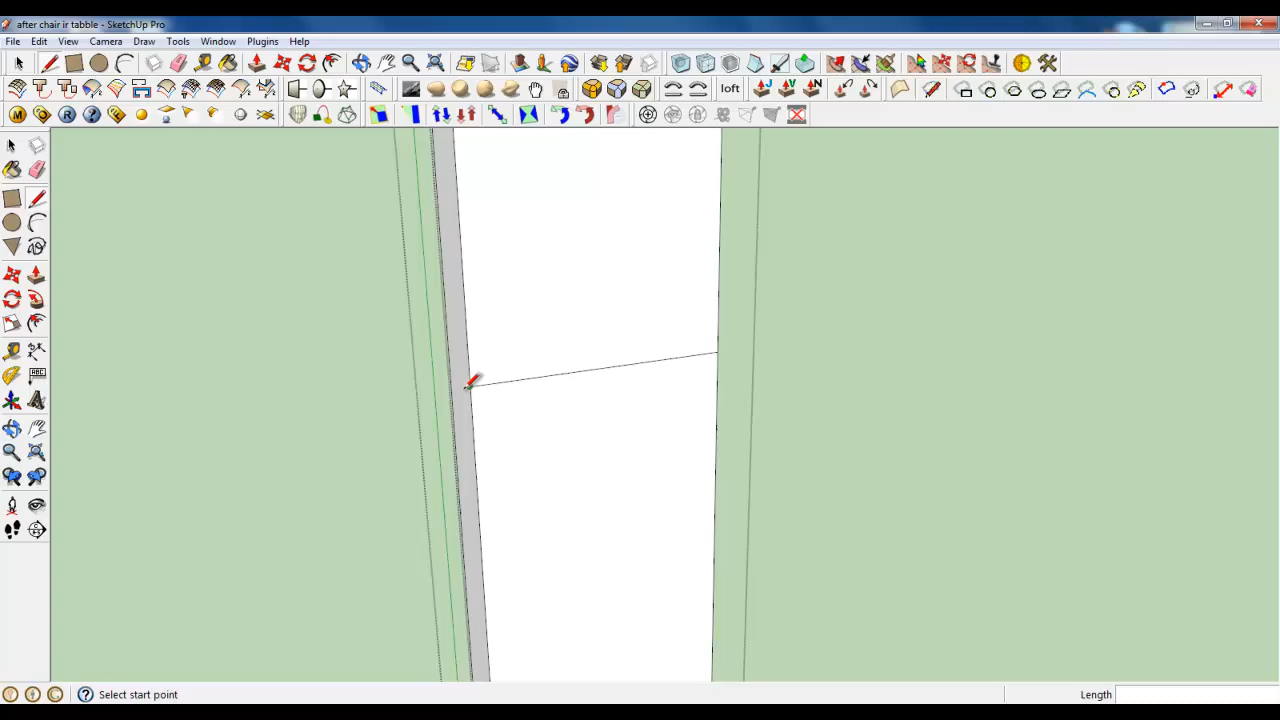 after chair ir tabble - SketchUp Pro
File Edit View Camera Draw Tools Window Plugins Help
loft
ABC
Select start point
Length